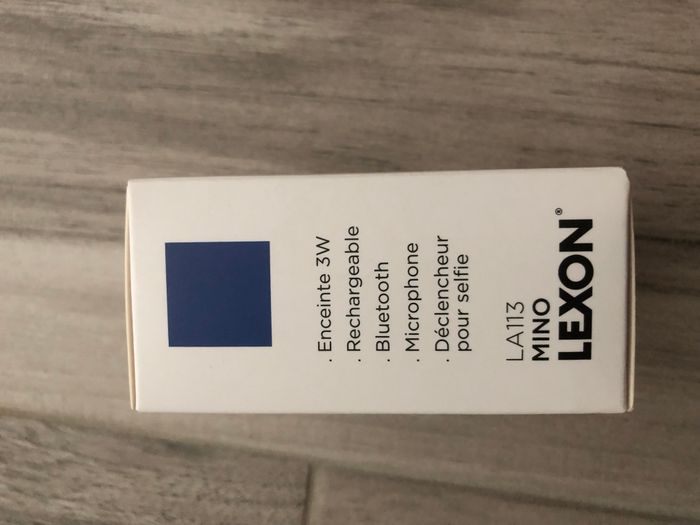 . Enceinte 3W
. Rechargeable
. Bluetooth
. Microphone
. Déclencheur
pour selfie
LA113
MINO
LEXON®